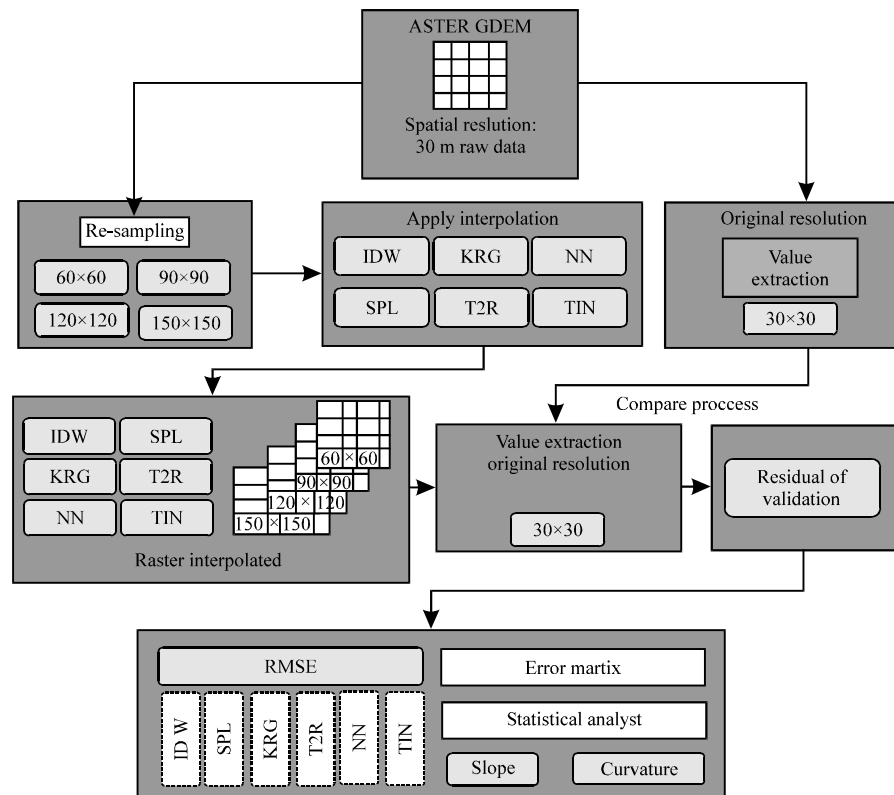 ASTER GDEM
Spatial reslution:
30 m raw data
Re-sampling
60×60
90×90
120×120
150×150
Apply interpolation
IDW
KRG
NN
SPL
T2R
TIN
Original resolution
Value
extraction
30×30
Compare proccess
IDW
SPL
KRG
T2R
NN
TIN
60 × 60
90 × 90
120 × 120
150 × 150
Raster interpolated
Value extraction
original resolution
30×30
Residual of
validation
RMSE
ID W
SPL
KRG
T2R
NN
TIN
Error martix
Statistical analyst
Slope
Curvature